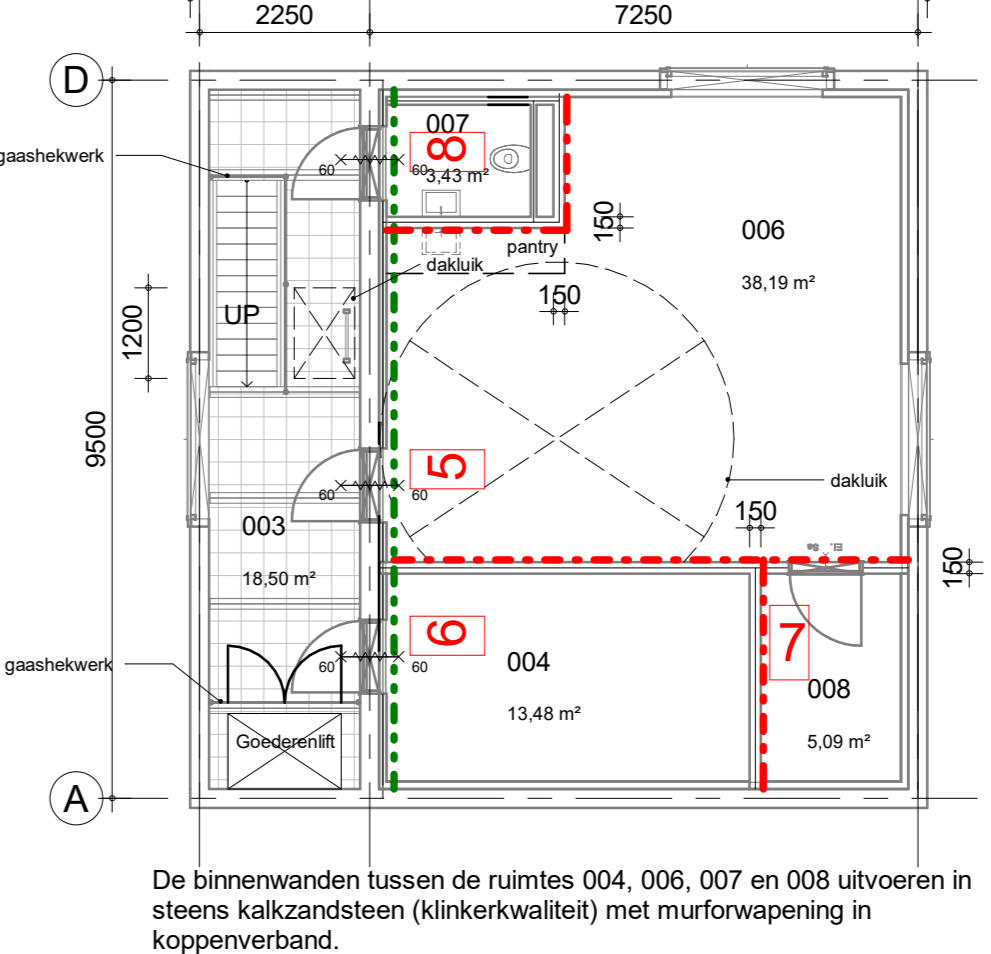 2250
7250
D
gaashekwerk
007
8
60
60
3,43 m²
150
006
pantry
dakluik
38,19 m²
150
UP
1200
9500
5
dakluik
60
60
150
003
El.
150
18,50 m²
6
7
gaashekwerk
60
60
004
008
13,48 m²
5,09 m²
Goederenlift
A
De binnenwanden tussen de ruimtes 004, 006, 007 en 008 uitvoeren in
steens kalkzandsteen (klinkerkwaliteit) met murforwapening in
koppenverband.